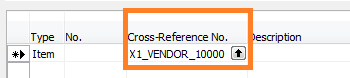 Type No. Cross-Reference No. Description
Item X1_VENDOR_10000